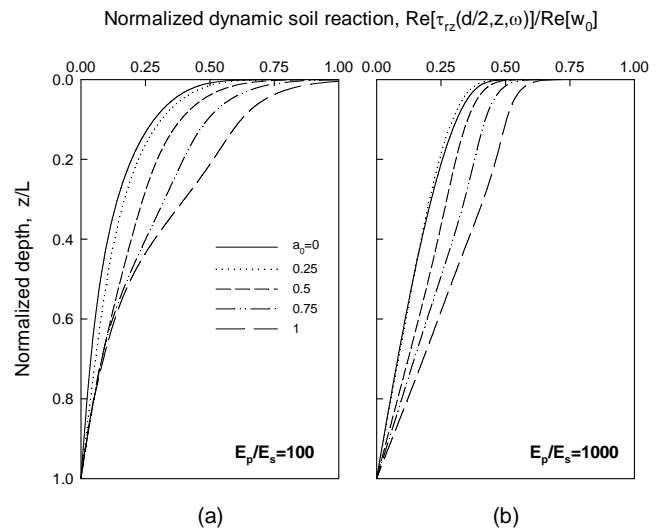 Normalized dynamic soil reaction, Re[τrz(d/2,z,ω)]/Re[w0]
0.00 0.25 0.50 0.75 1.00 0.00 0.25 0.50 0.75 1.00
0.0
0.2
0.4
0.6
0.8
1.0
Normalized depth, z/L
a0=0
0.25
0.5
0.75
1
Ep/Es=100
Ep/Es=1000
(a) (b)